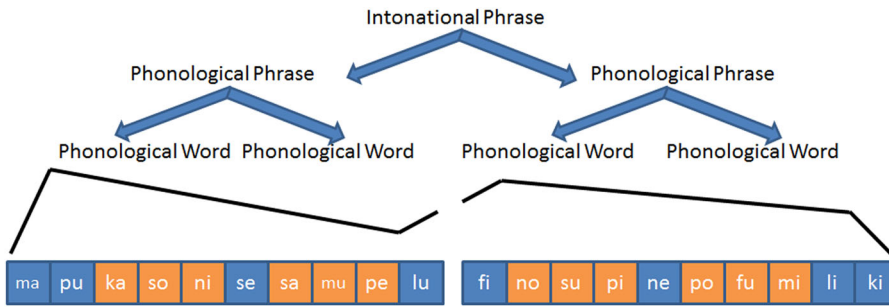 Intonational Phrase
Phonological Phrase Phonological Phrase
Phonological Word Phonological Word Phonological Word Phonological Word
ma pu ka so ni se sa mu pe lu fi no su pi ne po fu mi li ki